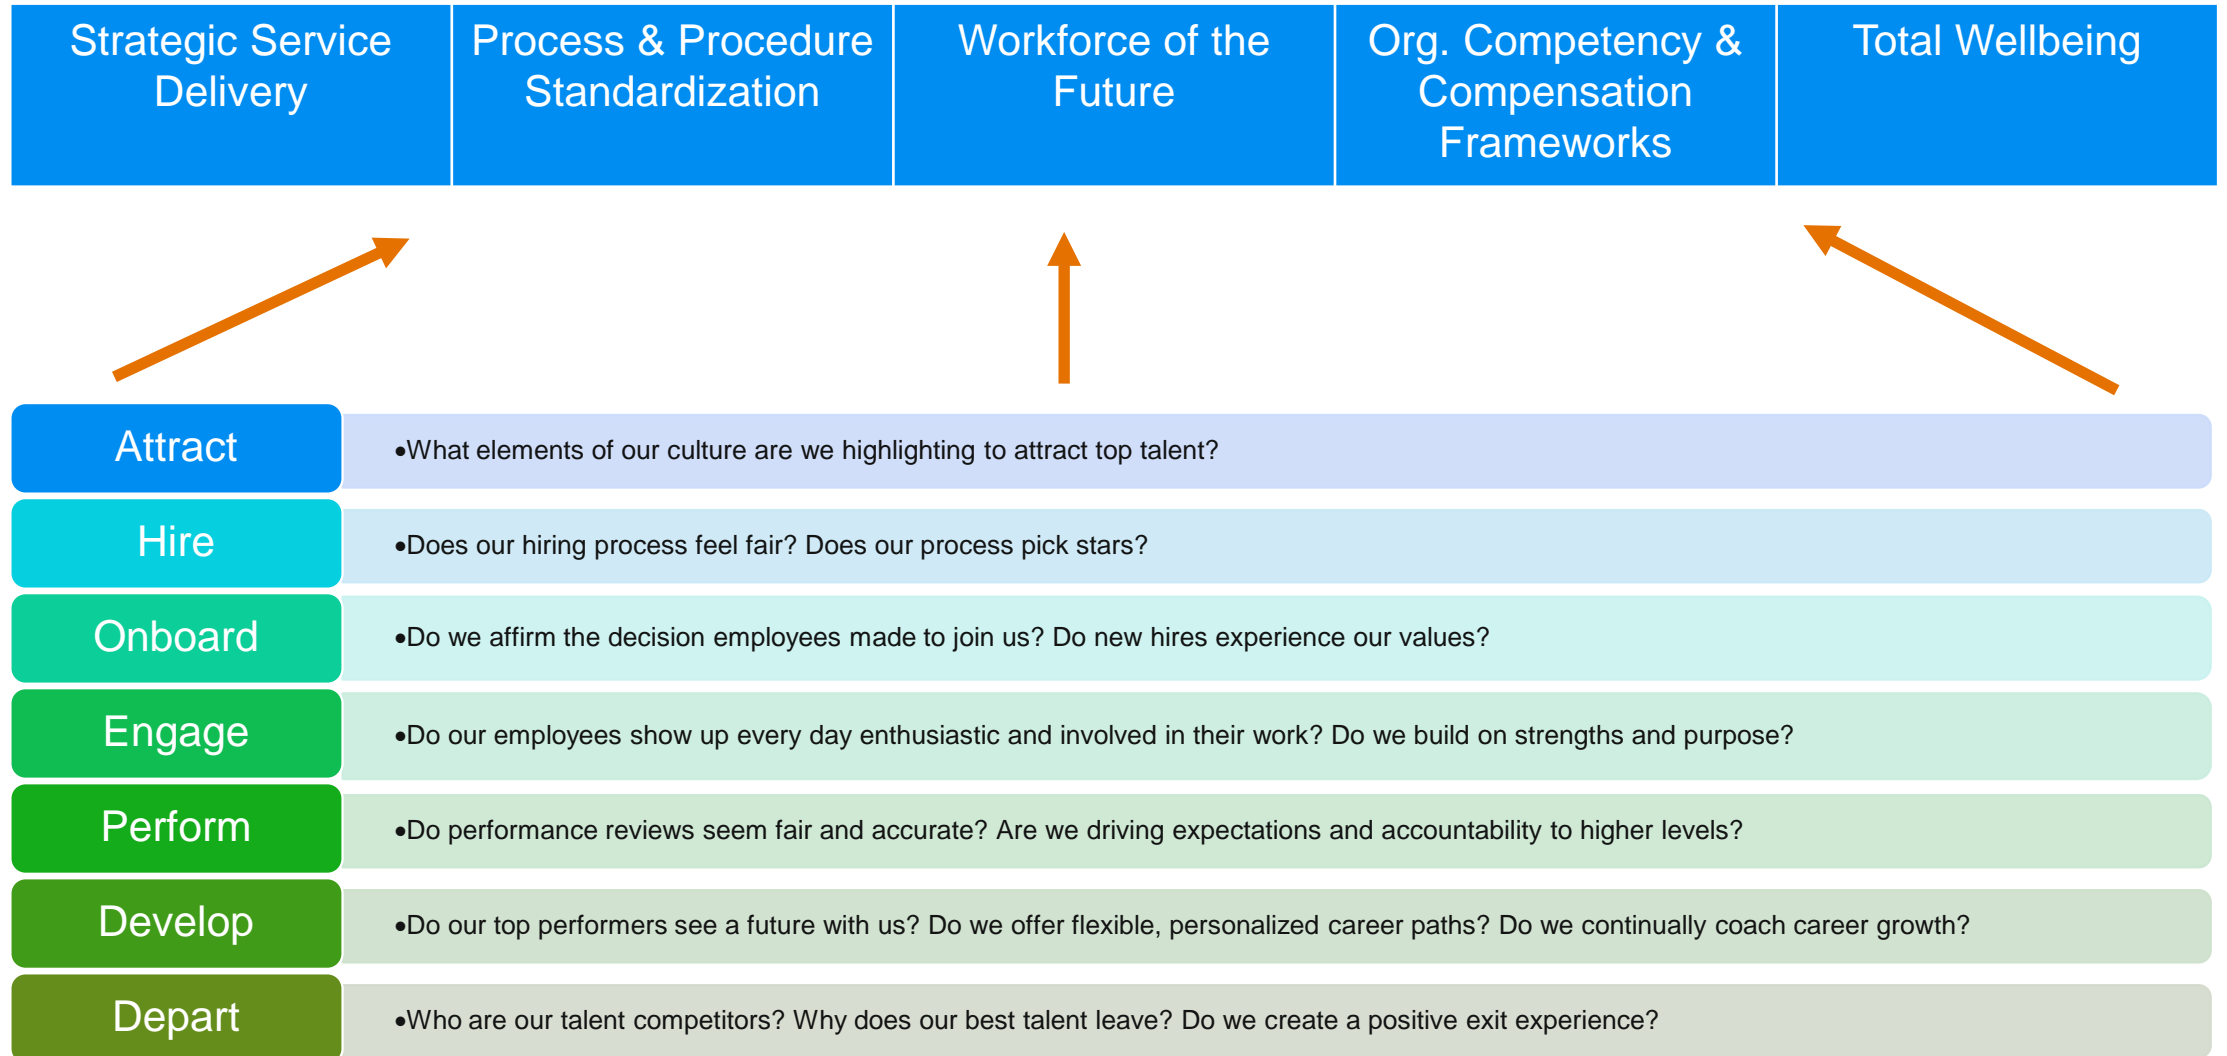 Strategic Service
Delivery
Process & Procedure
Standardization
Workforce of the
Future
Org. Competency &
Compensation
Frameworks
Total Wellbeing
Attract
•What elements of our culture are we highlighting to attract top talent?
Hire
•Does our hiring process feel fair? Does our process pick stars?
Onboard
•Do we affirm the decision employees made to join us? Do new hires experience our values?
Engage
•Do our employees show up every day enthusiastic and involved in their work? Do we build on strengths and purpose?
Perform
•Do performance reviews seem fair and accurate? Are we driving expectations and accountability to higher levels?
Develop
•Do our top performers see a future with us? Do we offer flexible, personalized career paths? Do we continually coach career growth?
Depart
•Who are our talent competitors? Why does our best talent leave? Do we create a positive exit experience?